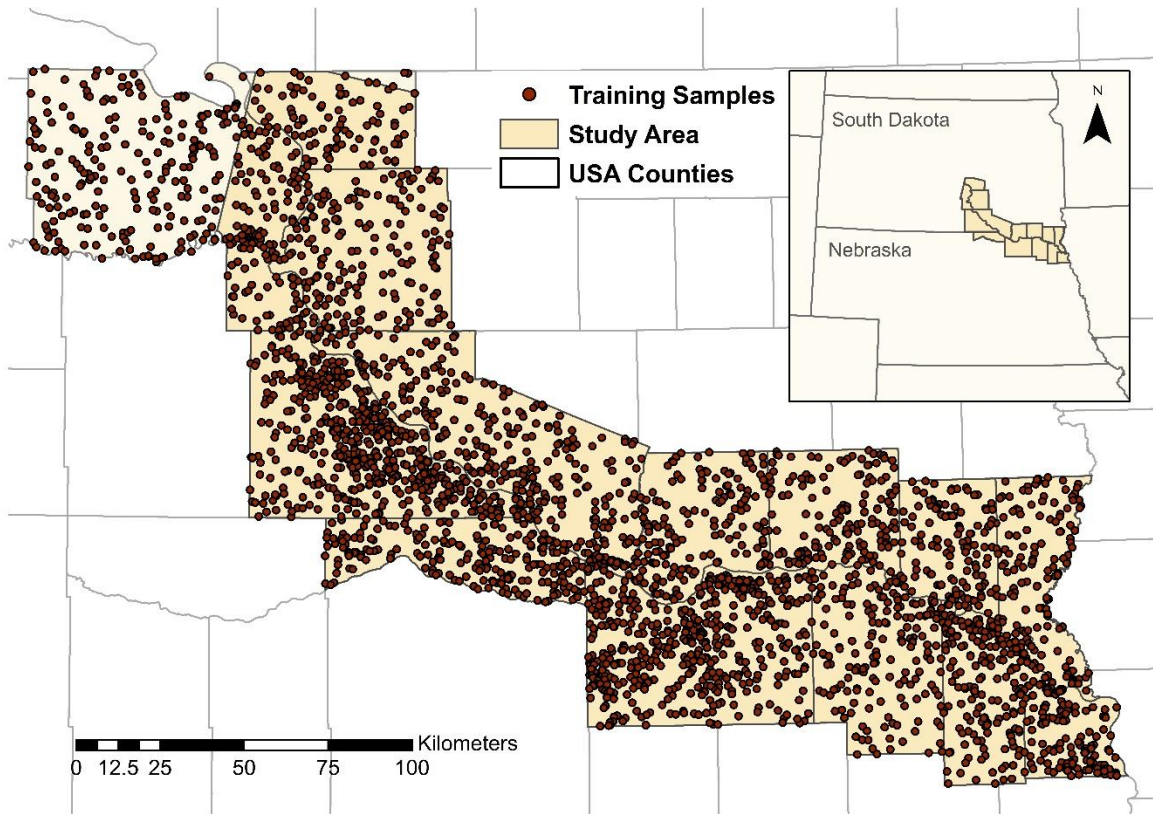 Training Samples
Study Area
USA Counties
N
South Dakota
Nebraska
Kilometers
0 12.5 25 50 75 100